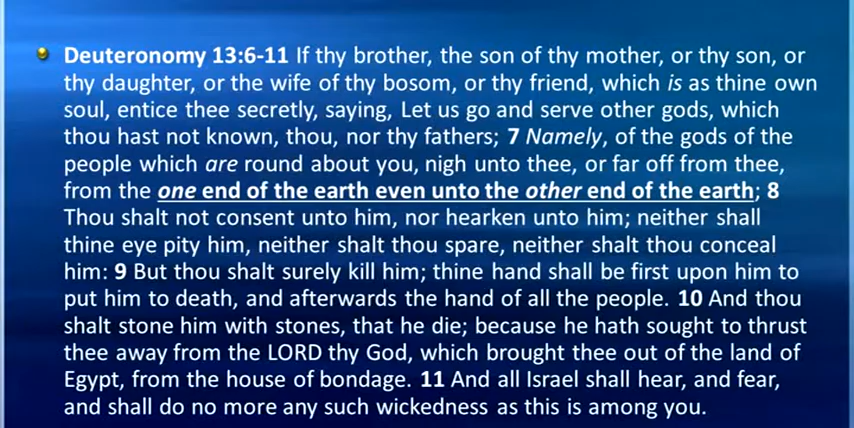 Deuteronomy 13:6-11 If thy brother, the son of thy mother, or thy son, or
thy daughter, or the wife of thy bosom, or thy friend, which is as thine own
soul, entice thee secretly, saying, Let us go and serve other gods, which
thou hast not known, thou, nor thy fathers; 7 Namely, of the gods of the
people which are round about you, nigh unto thee, or far off from thee,
from the one end of the earth even unto the other end of the earth; 8
Thou shalt not consent unto him, nor hearken unto him; neither shall
thine eye pity him, neither shalt thou spare, neither shalt thou conceal
him: 9 But thou shalt surely kill him; thine hand shall be first upon him to
put him to death, and afterwards the hand of all the people. 10 And thou
shalt stone him with stones, that he die; because he hath sought to thrust
thee away from the LORD thy God, which brought thee out of the land of
Egypt, from the house of bondage. 11 And all Israel shall hear, and fear,
and shall do no more any such wickedness as this is among you.